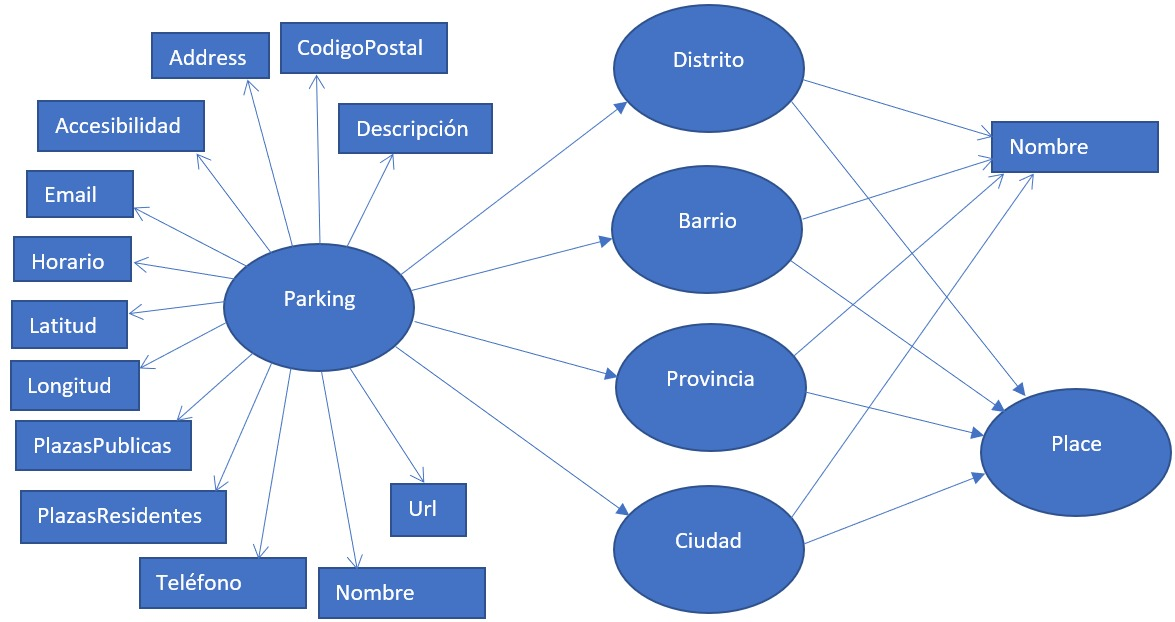 CodigoPostal
Address
Distrito
Accesibilidad
Descripción
Nombre
Email
Barrio
Horario
Parking
Latitud
Provincia
Longitud
PlazasPublicas
Place
Url
PlazasResidentes
Ciudad
Teléfono
Nombre